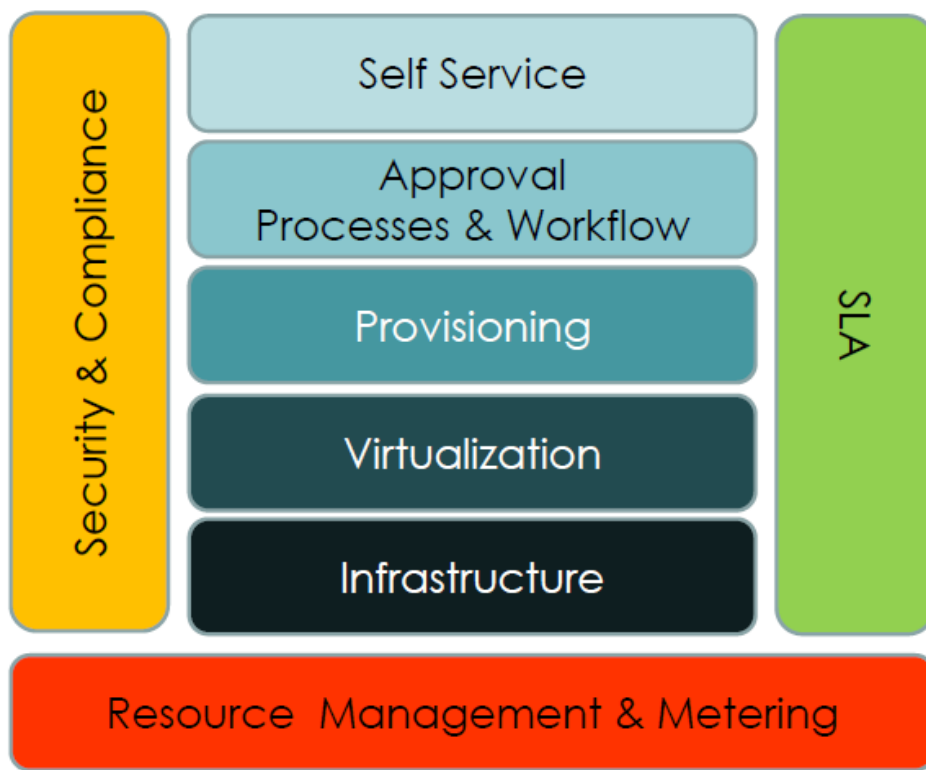 Security & Compliance
Self Service
Approval
Processes & Workflow
Provisioning
Virtualization
Infrastructure
SLA
Resource  Management & Metering